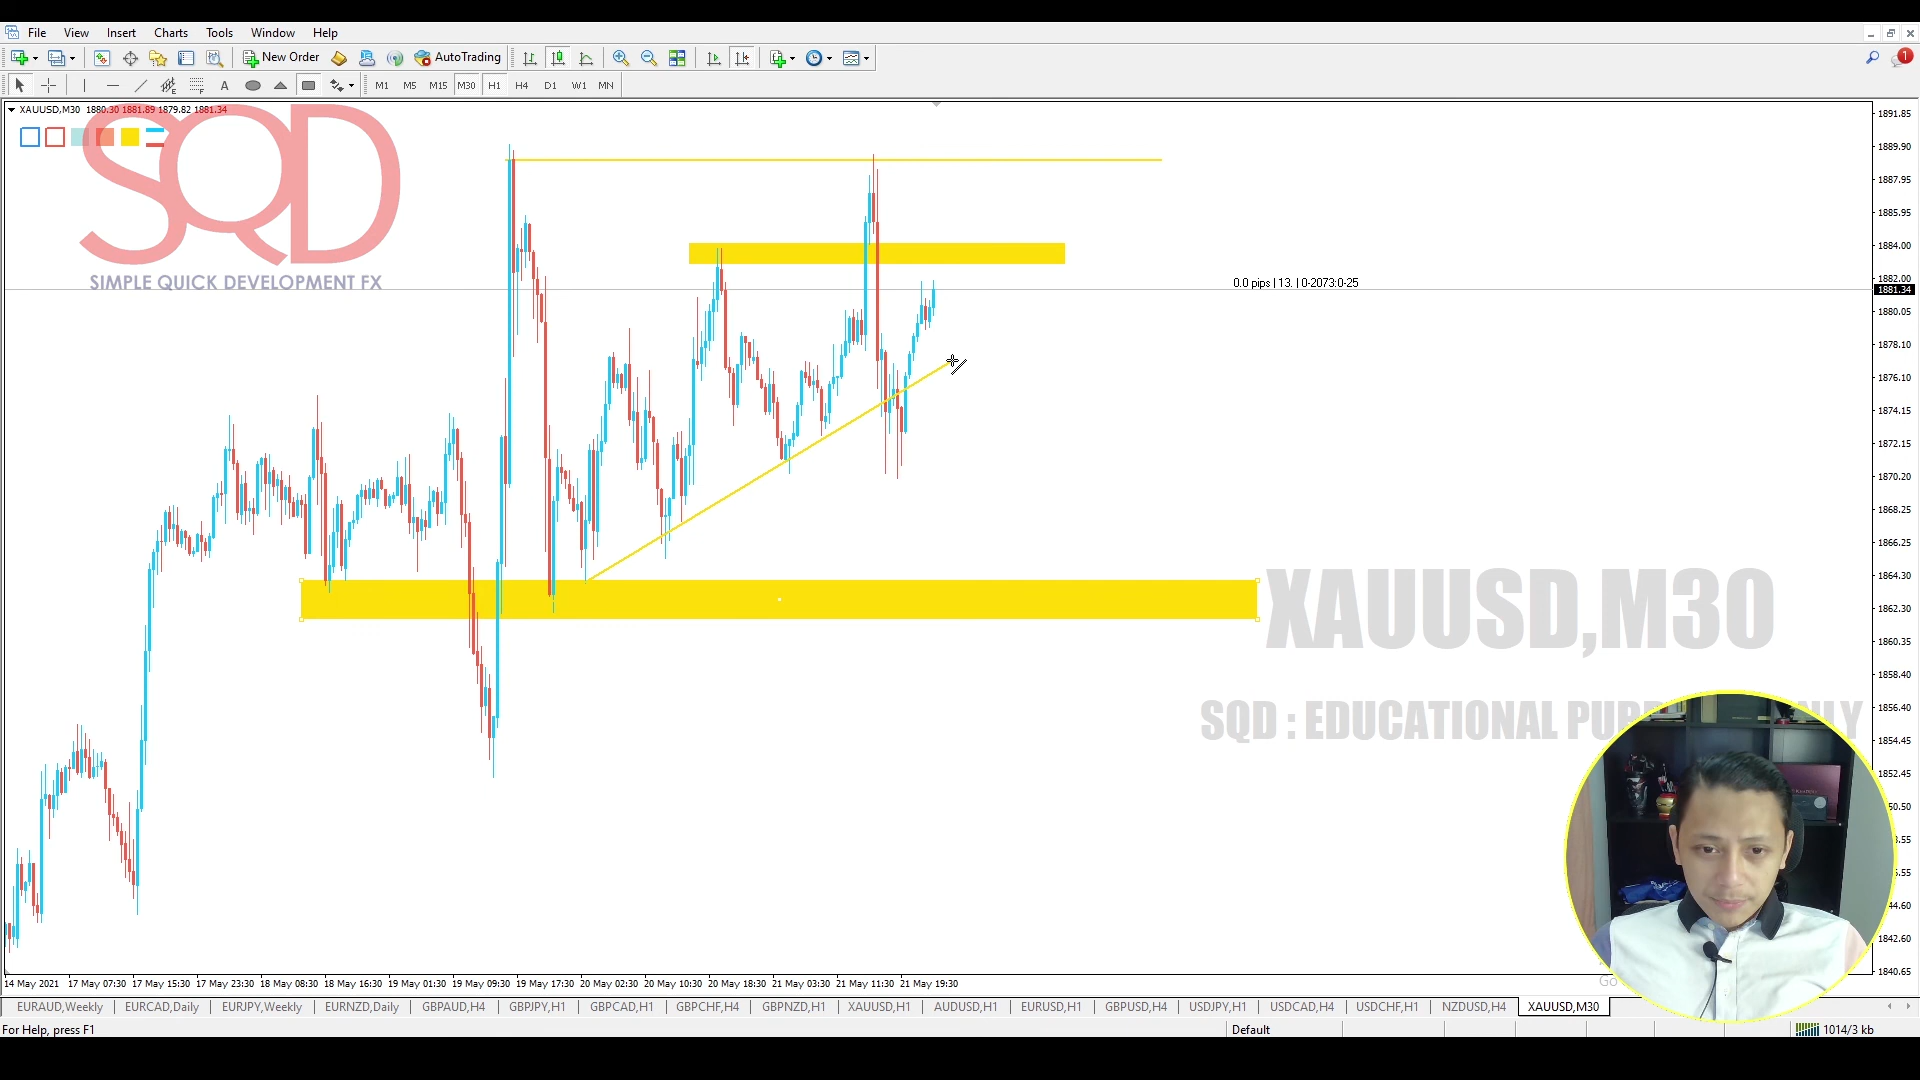 File View Insert Charts Tools Window Help
New Order AutoTrading 1
A M1 M5 M15 M30 H1 H4 D1 W1 MN
XAUUSD,M30 1880.30 1881.89 1879.82 1881.34
SQD
SIMPLE QUICK DEVELOPMENT FX
0.0 pips | 13. | 0-2073:0-25
1891.85
1889.90
1887.95
1885.95
1884.00
1882.00
1881.34
1880.05
1878.10
1876.10
1874.15
1872.15
1870.20
1868.25
1866.25
1864.30
1862.30
1860.35
1858.40
1856.40
1854.45
1852.45
50.50
44.60
1842.60
1840.65
XAUUSD,M30
SQD : EDUCATIONAL
14 May 2021 17 May 07:30 17 May 15:30 17 May 23:30 18 May 08:30 18 May 16:30 19 May 01:30 19 May 09:30 19 May 17:30 20 May 02:30 20 May 10:30 20 May 18:30 21 May 03:30 21 May 11:30 21 May 19:30
EURAUD,Weekly EURCAD,Daily EURJPY,Weekly EURNZD,Daily GBPAUD,H4 GBPJPY,H1 GBPCAD,H1 GBPCHF,H4 GBPNZD,H1 XAUUSD,H1 AUDUSD,H1 EURUSD,H1 GBPUSD,H4 USDJPY,H1 USDCAD,H4 USDCHF,H1 NZDUSD,H4 XAUUSD,M30
For Help, press F1 Default 1014/3 kb